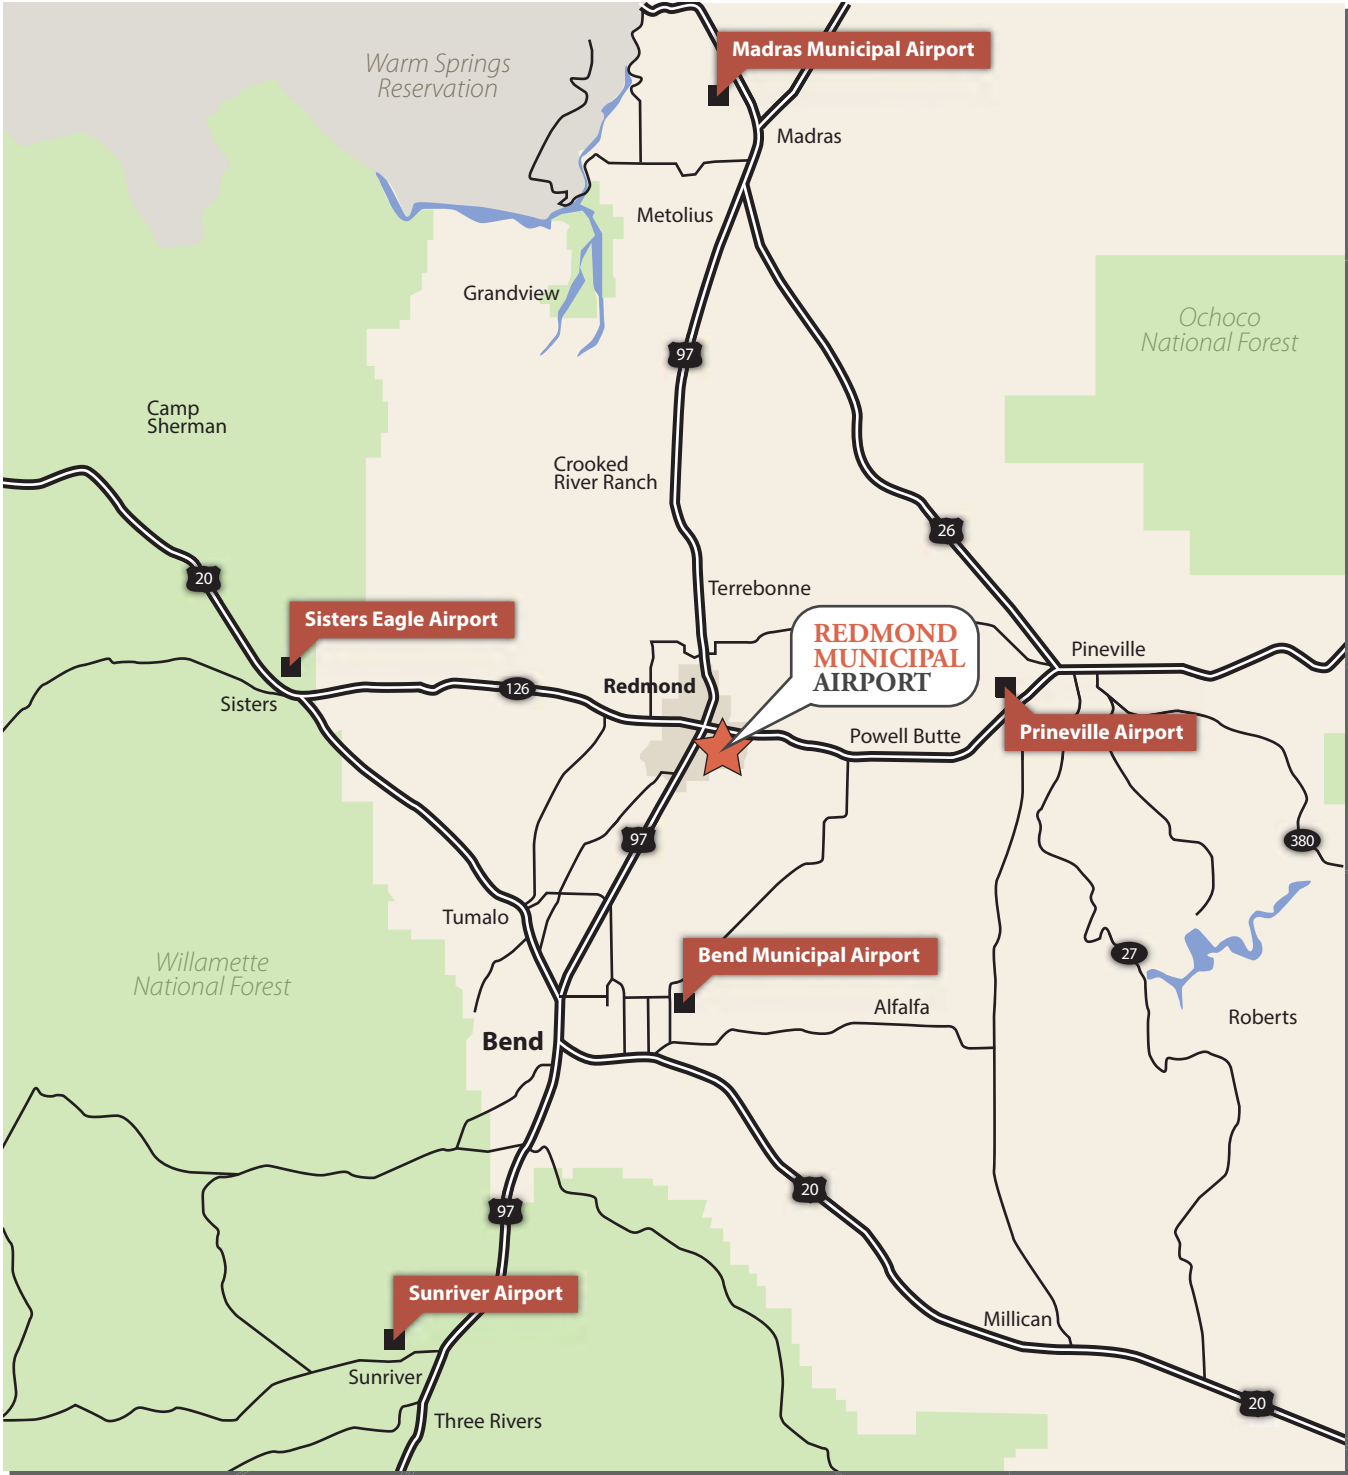 Madras Municipal Airport
Warm Springs
Reservation
Madras
Metolius
Grandview
Ochoco
National Forest
97
Camp
Sherman
Crooked
River Ranch
26
20
Terrebonne
Sisters Eagle Airport
REDMOND
MUNICIPAL
AIRPORT
Pineville
126
Redmond
Sisters
Powell Butte
Prineville Airport
97
380
Tumalo
Bend Municipal Airport
27
Willamette
National Forest
Alfalfa
Roberts
Bend
20
97
Sunriver Airport
Millican
Sunriver
20
Three Rivers